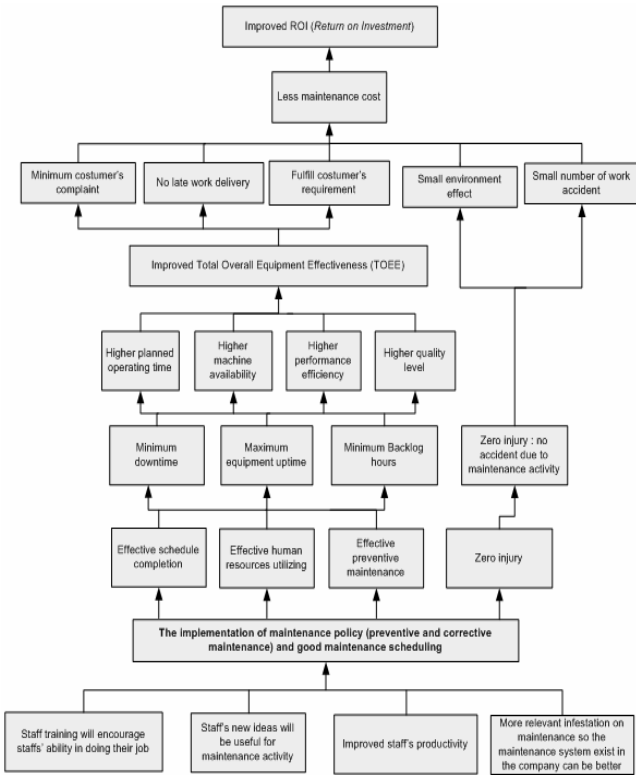 Improved ROI (Return on Investment)
Less maintenance cost
Minimum costumer's
complaint
No late work delivery
Fulfill costumer's
requirement
Small environment
effect
Small number of work
accident
Improved Total Overall Equipment Effectiveness (TOEE)
Higher planned
operating time
Higher
machine
availability
Higher
performance
efficiency
Higher quality
level
Minimum
downtime
Maximum
equipment uptime
Minimum Backlog
hours
Zero injury : no
accident due to
maintenance activity
Effective schedule
completion
Effective human
resources utilizing
Effective
preventive
maintenance
Zero injury
The implementation of maintenance policy (preventive and corrective
maintenance) and good maintenance scheduling
Staff training will encourage
staffs' ability in doing their job
Staff's new ideas will
be useful for
maintenance activity
Improved staff's productivity
More relevant infestation on
maintenance so the
maintenance system exist in
the company can be better